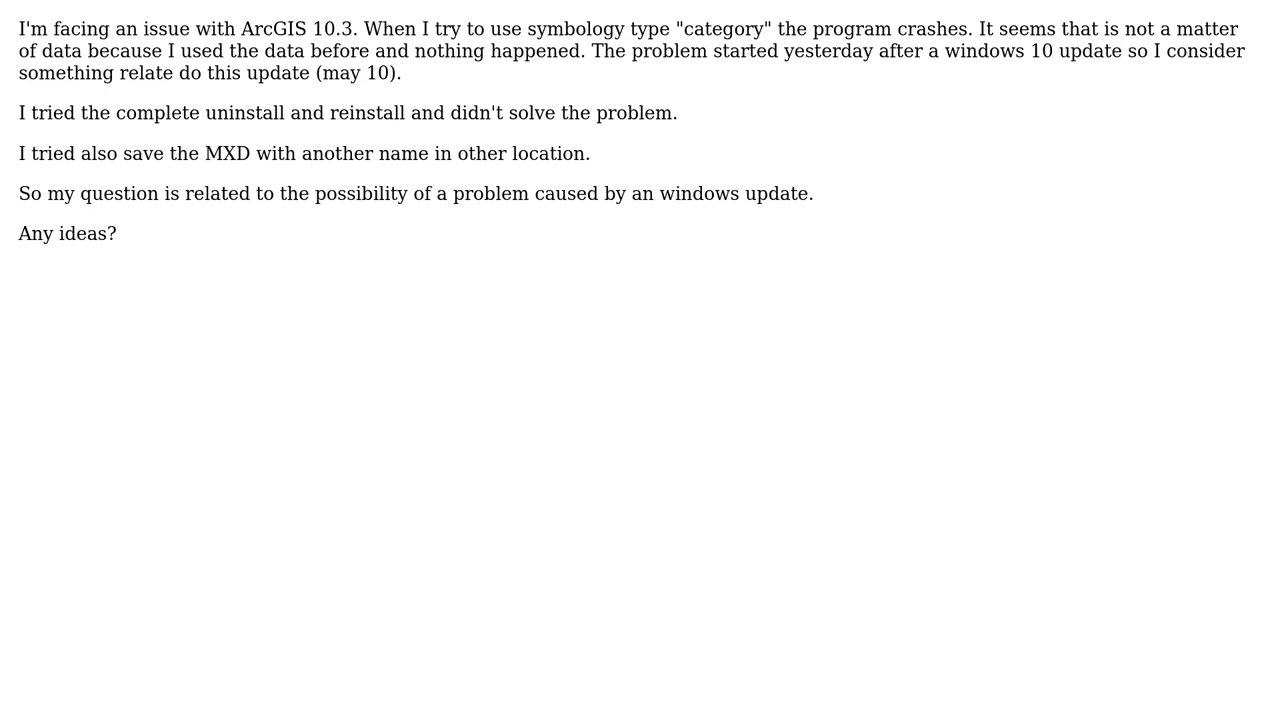 I'm facing an issue with ArcGIS 10.3. When I try to use symbology type "category" the program crashes. It seems that is not a matter
of data because I used the data before and nothing happened. The problem started yesterday after a windows 10 update so I consider
something relate do this update (may 10).
I tried the complete uninstall and reinstall and didn't solve the problem.
I tried also save the MXD with another name in other location.
So my question is related to the possibility of a problem caused by an windows update.
Any ideas?